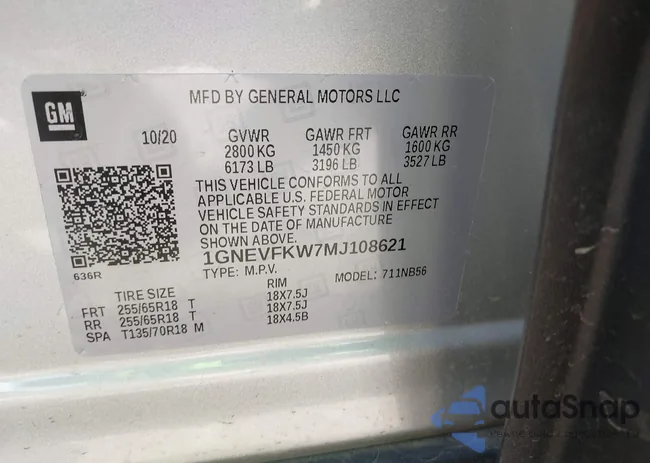 GM
MFD BY GENERAL MOTORS LLC
10/20 GVWR GAWR FRT GAWR RR
2800 KG 1450 KG 1600 KG
6173 LB 3196 LB 3527 LB
THIS VEHICLE CONFORMS TO ALL
APPLICABLE U.S. FEDERAL MOTOR
VEHICLE SAFETY STANDARDS IN EFFECT
ON THE DATE OF MANUFACTURE
SHOWN ABOVE.
636R
1GNEVFKW7MJ108621
TYPE: M.P.V. MODEL: 711NB56
TIRE SIZE RIM
FRT 255/65R18 T 18X7.5J
RR 255/65R18 T 18X7.5J
SPA T135/70R18 M 18X4.5B
autaSnap